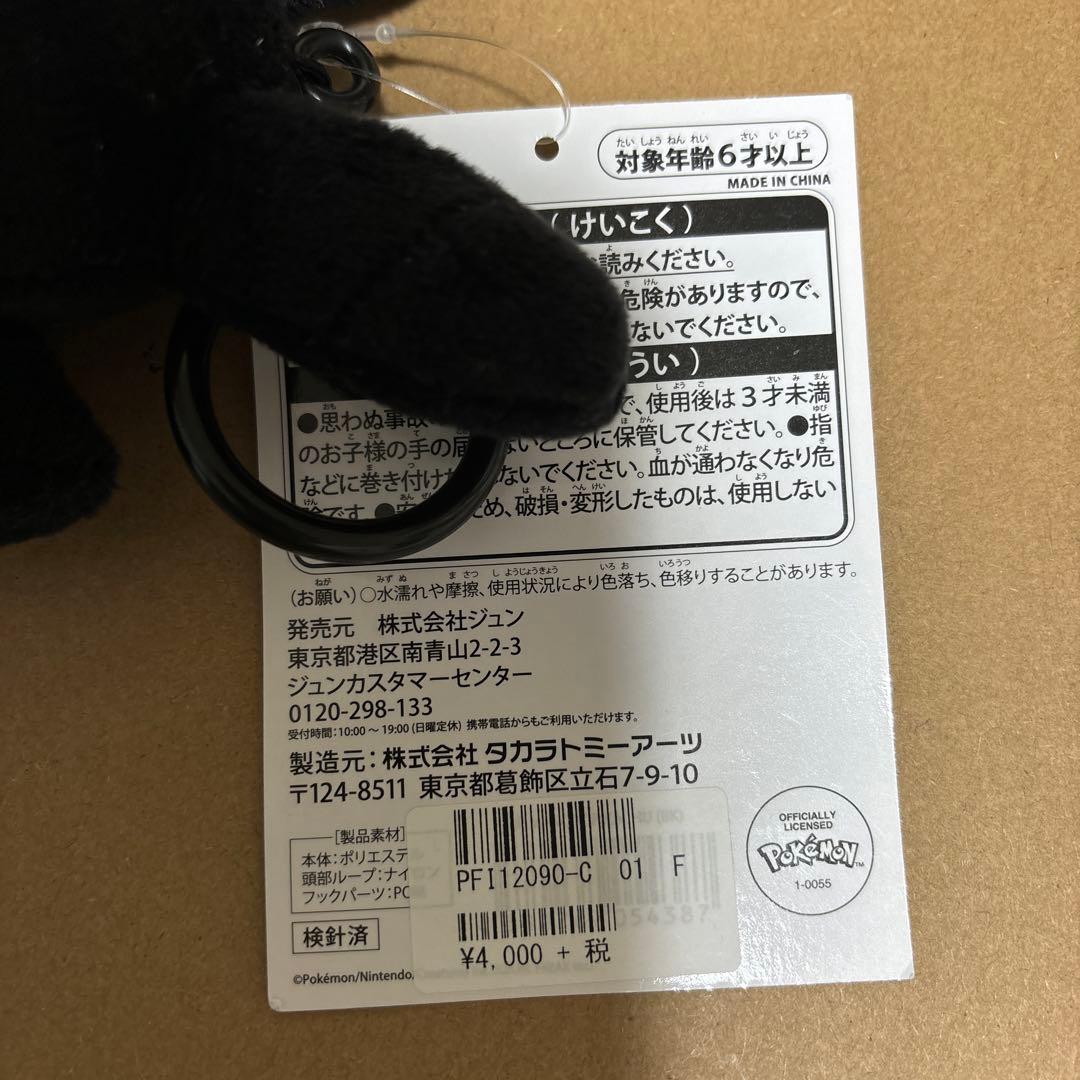 対象年齢6才以上
MADE IN CHINA
(けいこく)
読みください。
危険がありますので、
ないでください。
うい)
●思わぬ事故 で、使用後は3才未満
のお子様の手の届 ないところに保管してください。●指
などに巻き付けた ないでください。血が通わなくなり危
険です。●安 ため、破損・変形したものは、使用しない
(お願い)○水濡れや摩擦、使用状況により色落ち、色移りすることがあります。
発売元 株式会社ジュン
東京都港区南青山2-2-3
ジュンカスタマーセンター
0120-298-133
受付時間:10:00～19:00(日曜定休) 携帯電話からもご利用いただけます。
製造元:株式会社 タカラトミーアーツ
〒124-8511 東京都葛飾区立石7-9-10
[製品素材]
本体:ポリエステ
頭部ループ:ナイ
フックパーツ:PO
検針済
©Pokémon/Nintendo/
PFI12090-C 01 F
54387
¥4,000 + 税
OFFICIALLY
LICENSED
POKéMON™
1-0055